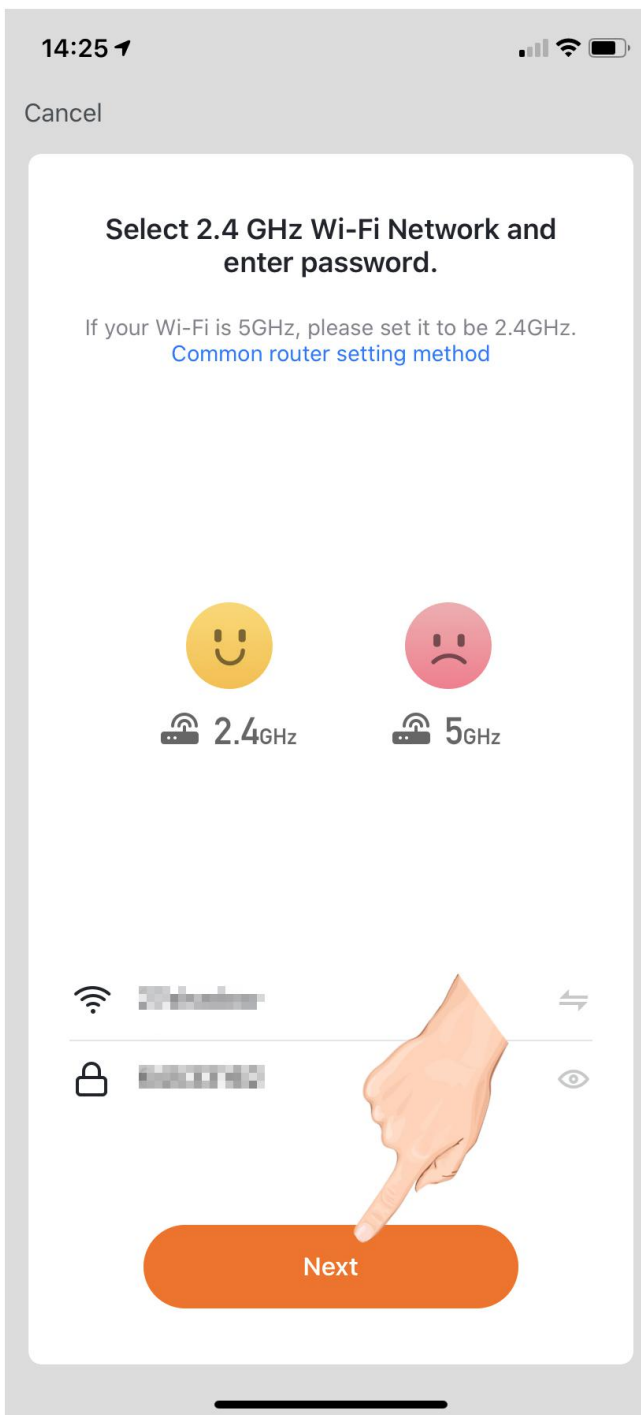 14:25
Cancel
Select 2.4 GHz Wi-Fi Network and
enter password.
If your Wi-Fi is 5GHz, please set it to be 2.4GHz.
Common router setting method
2.4GHz
5GHz
Next